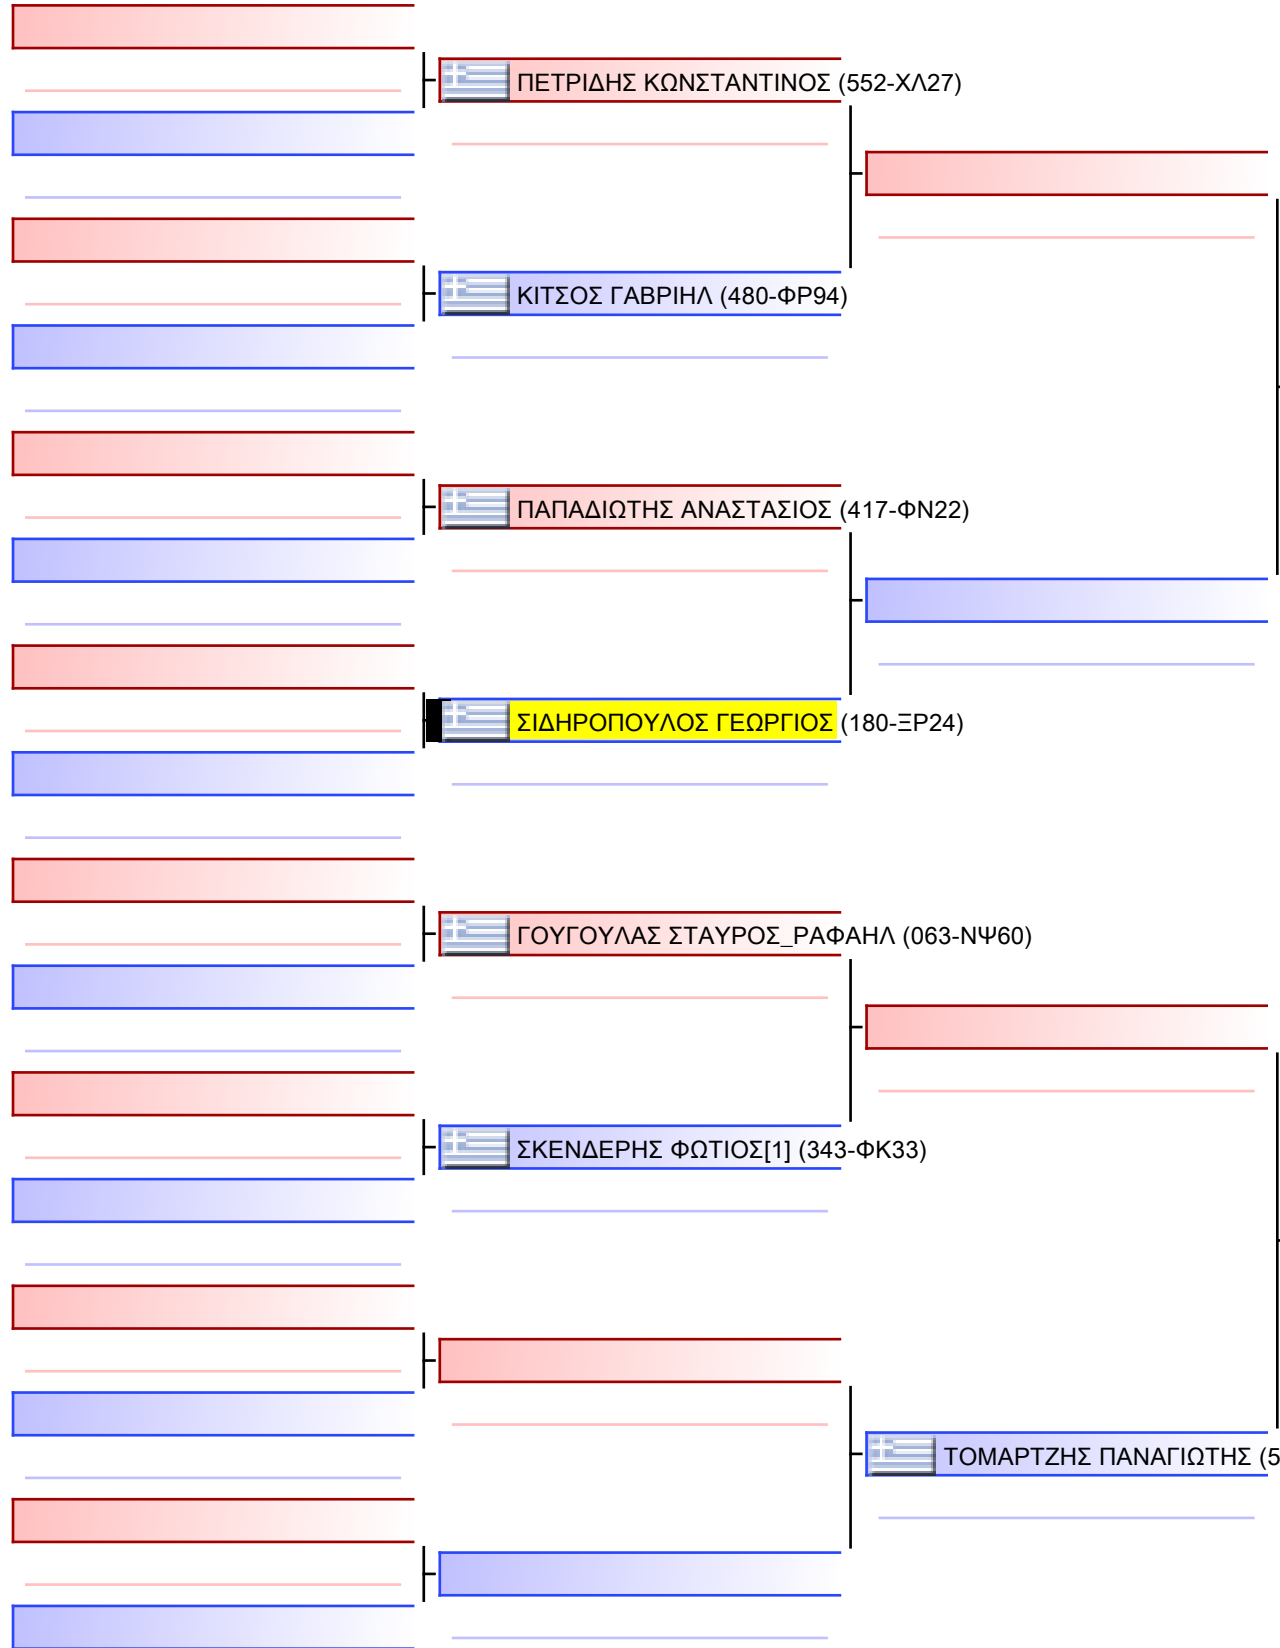 ΠΕΤΡΙΔΗΣ ΚΩΝΣΤΑΝΤΙΝΟΣ (552-ΧΛ27)
ΚΙΤΣΟΣ ΓΑΒΡΙΗΛ (480-ΦΡ94)
ΠΑΠΑΔΙΩΤΗΣ ΑΝΑΣΤΑΣΙΟΣ (417-ΦΝ22)
ΣΙΔΗΡΟΠΟΥΛΟΣ ΓΕΩΡΓΙΟΣ (180-ΞΡ24)
ΓΟΥΓΟΥΛΑΣ ΣΤΑΥΡΟΣ_ΡΑΦΑΗΛ (063-ΝΨ60)
ΣΚΕΝΔΕΡΗΣ ΦΩΤΙΟΣ[1] (343-ΦΚ33)
ΤΟΜΑΡΤΖΗΣ ΠΑΝΑΓΙΩΤΗΣ (5